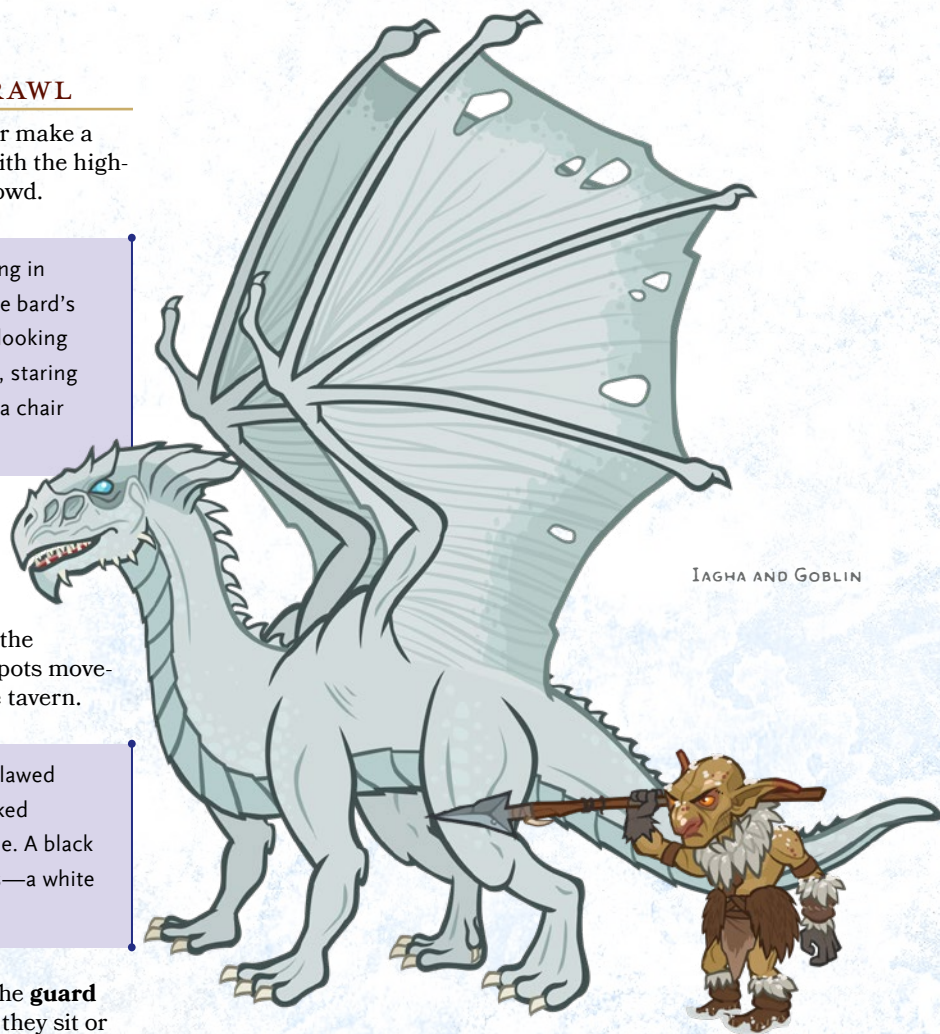 RAWL
r make a
ith the high-
owd.
ng in
e bard's
looking
, staring
a chair
the
pots move-
e tavern.
lawed
ked
e. A black
s—a white
he guard
they sit or
Iagha and Goblin